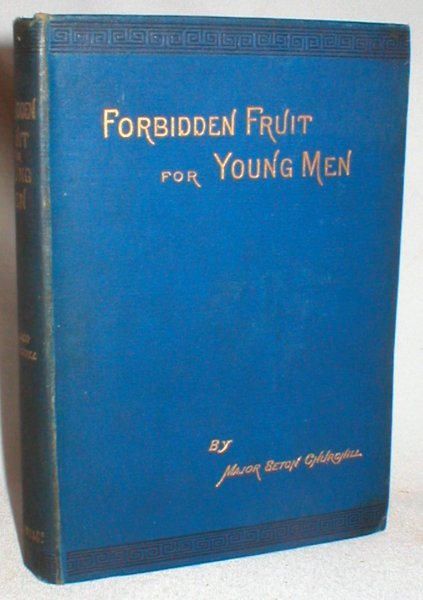 FORBIDDEN FRUIT
FOR YOUNG MEN
BY
MAJOR SETON CHURCHILL